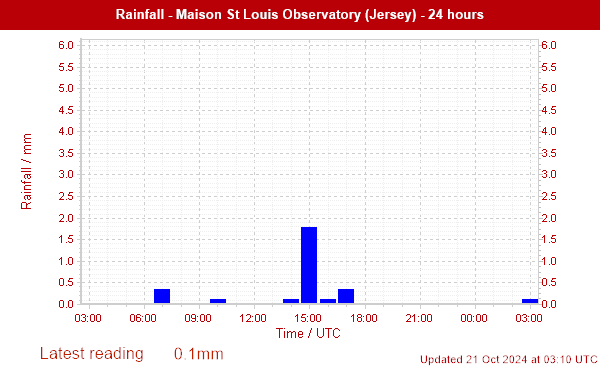 Rainfall - Maison St Louis Observatory (Jersey) - 24 hours
6.0 6.0
5.5 5.5
5.0 5.0
4.5 4.5
4.0 4.0
3.5 3.5
3.0 3.0
2.5 2.5
2.0 2.0
1.5 1.5
1.0 1.0
0.5 0.5
0.0 0.0
Rainfall / mm
03:00 06:00 09:00 12:00 15:00 18:00 21:00 00:00 03:00
Time / UTC
Latest reading 0.1mm
Updated 21 Oct 2024 at 03:10 UTC